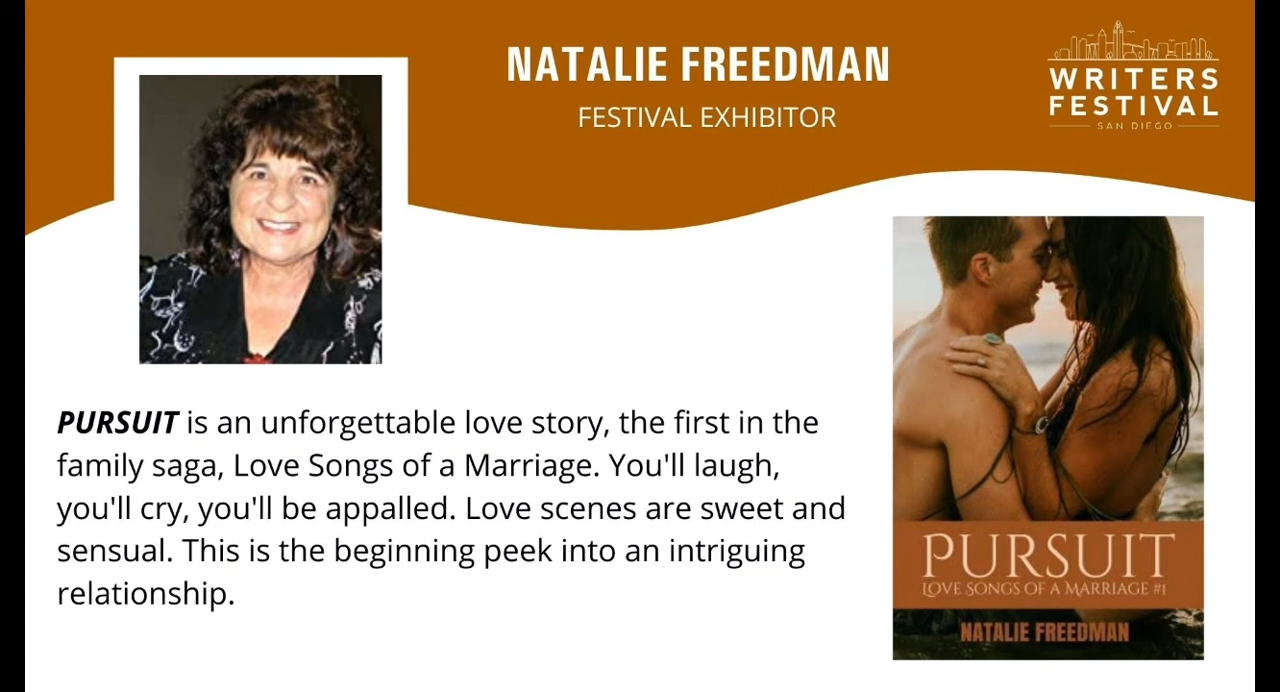 NATALIE FREEDMAN
FESTIVAL EXHIBITOR
WRITERS
FESTIVAL
SAN DIEGO
PURSUIT is an unforgettable love story, the first in the
family saga, Love Songs of a Marriage. You'll laugh,
you'll cry, you'll be appalled. Love scenes are sweet and
sensual. This is the beginning peek into an intriguing
relationship.
PURSUIT
LOVE SONGS OF A MARRIAGE #1
NATALIE FREEDMAN